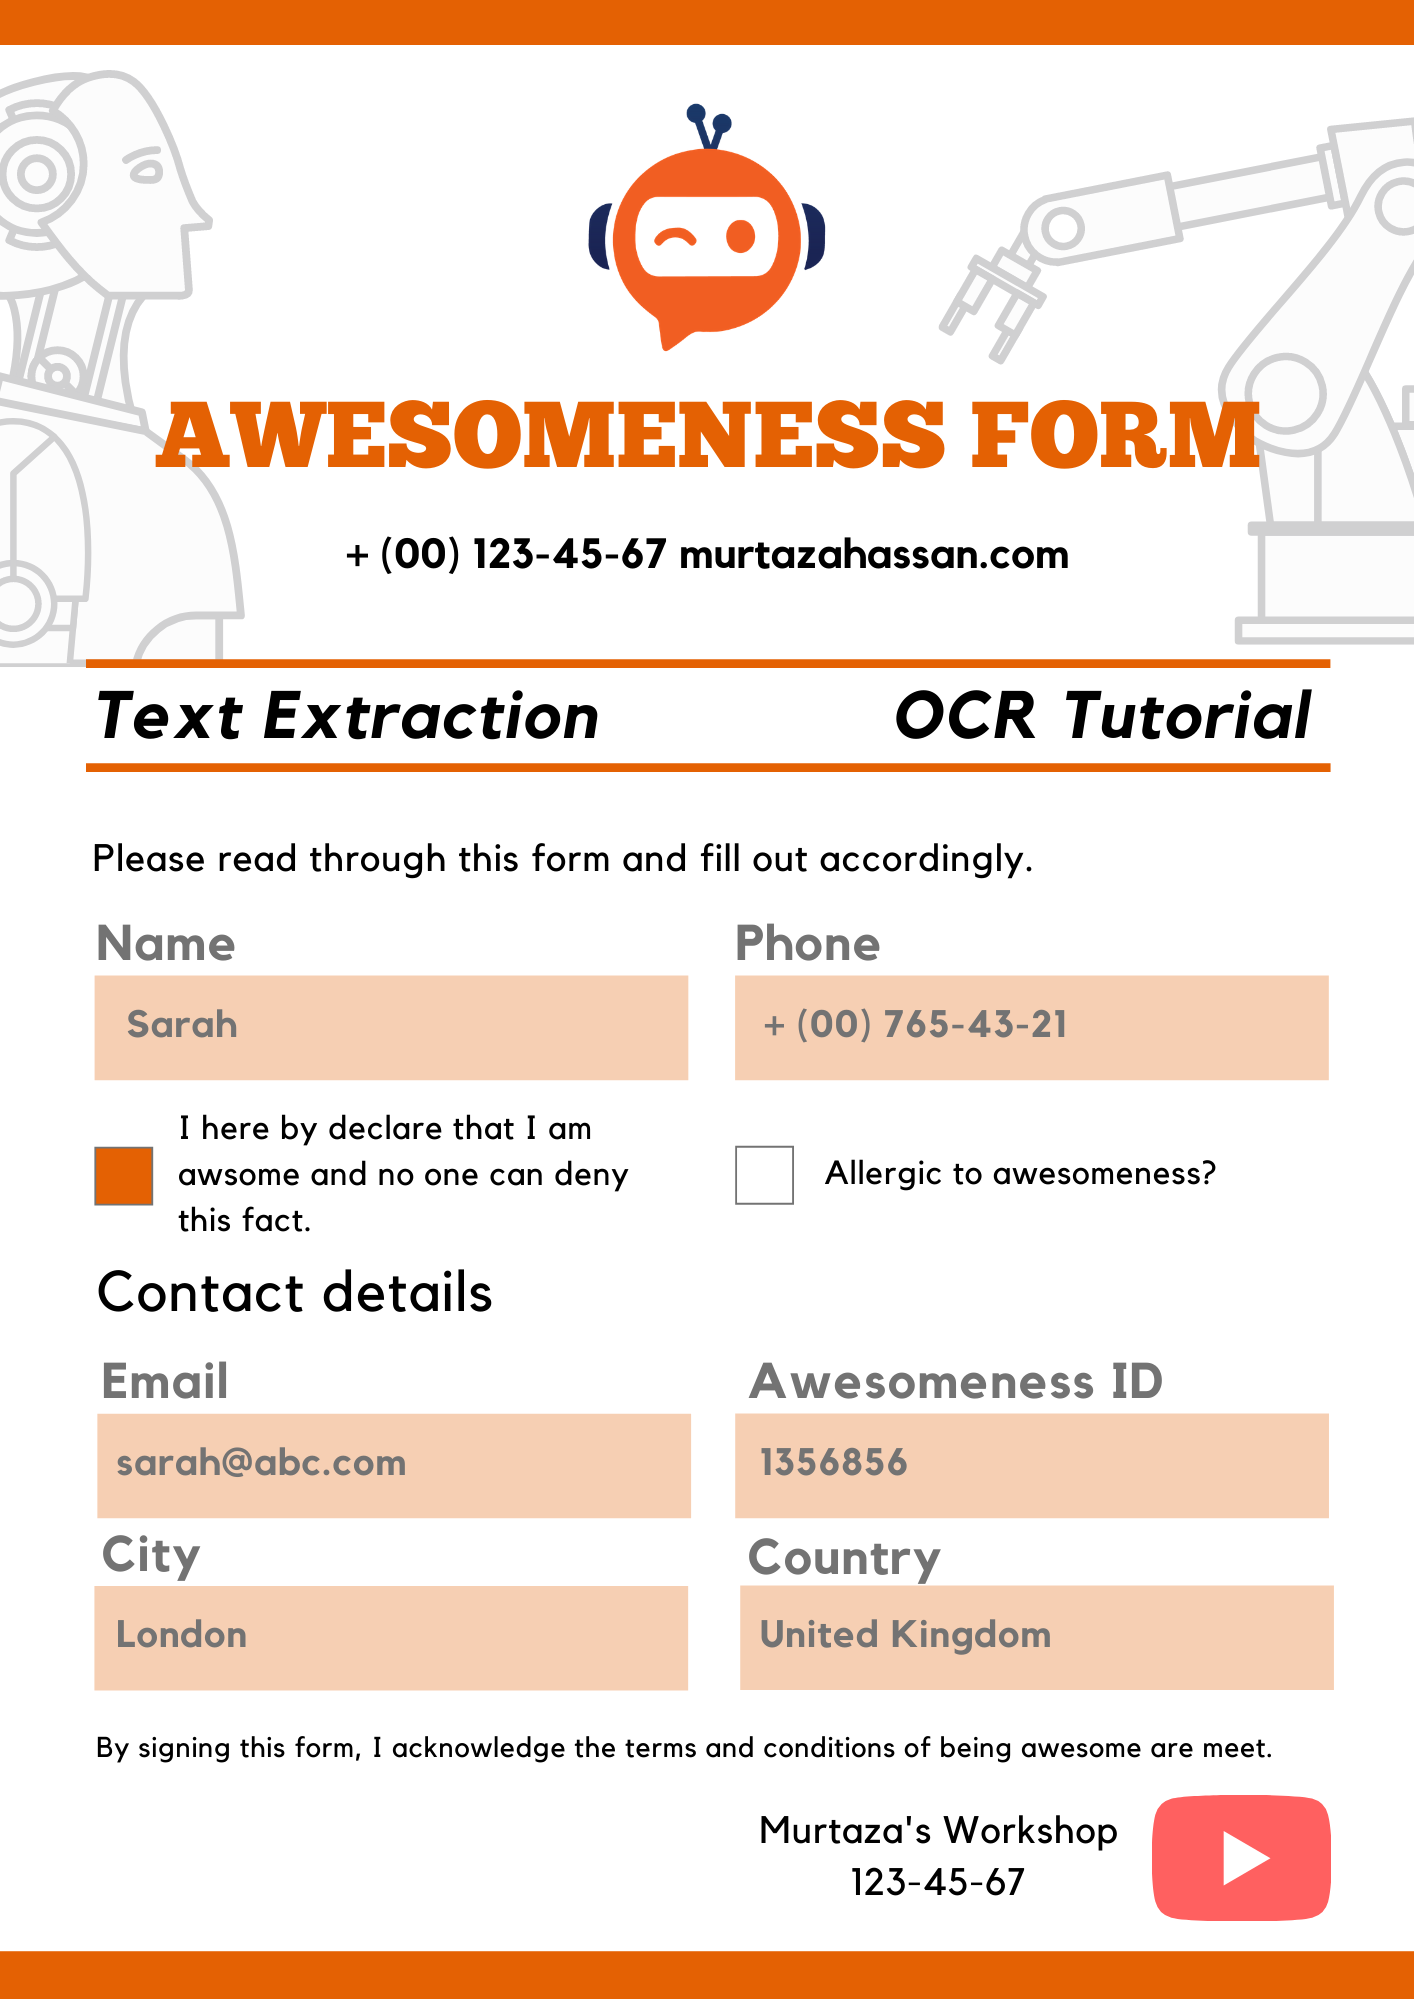 AWESOMENESS FORM
+ (00) 123-45-67 murtazahassan.com
Text Extraction OCR Tutorial
Please read through this form and fill out accordingly.
Name Phone
Sarah + (00) 765-43-21
I here by declare that I am
awsome and no one can deny
this fact.
Allergic to awesomeness?
Contact details
Email Awesomeness ID
sarah@abc.com 1356856
City Country
London United Kingdom
By signing this form, I acknowledge the terms and conditions of being awesome are meet.
Murtaza's Workshop
123-45-67